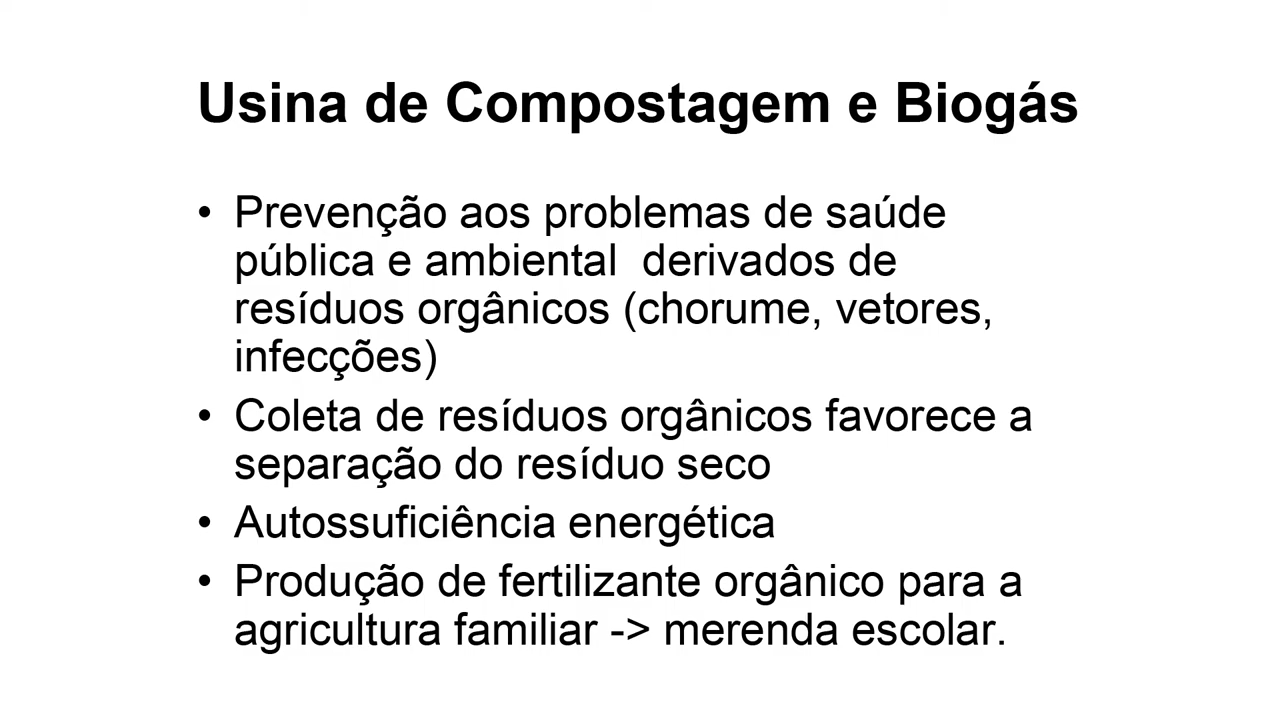 Usina de Compostagem e Biogás
• Prevenção aos problemas de saúde
pública e ambiental  derivados de
resíduos orgânicos (chorume, vetores,
infecções)
• Coleta de resíduos orgânicos favorece a
separação do resíduo seco
• Autossuficiência energética
• Produção de fertilizante orgânico para a
agricultura familiar -> merenda escolar.